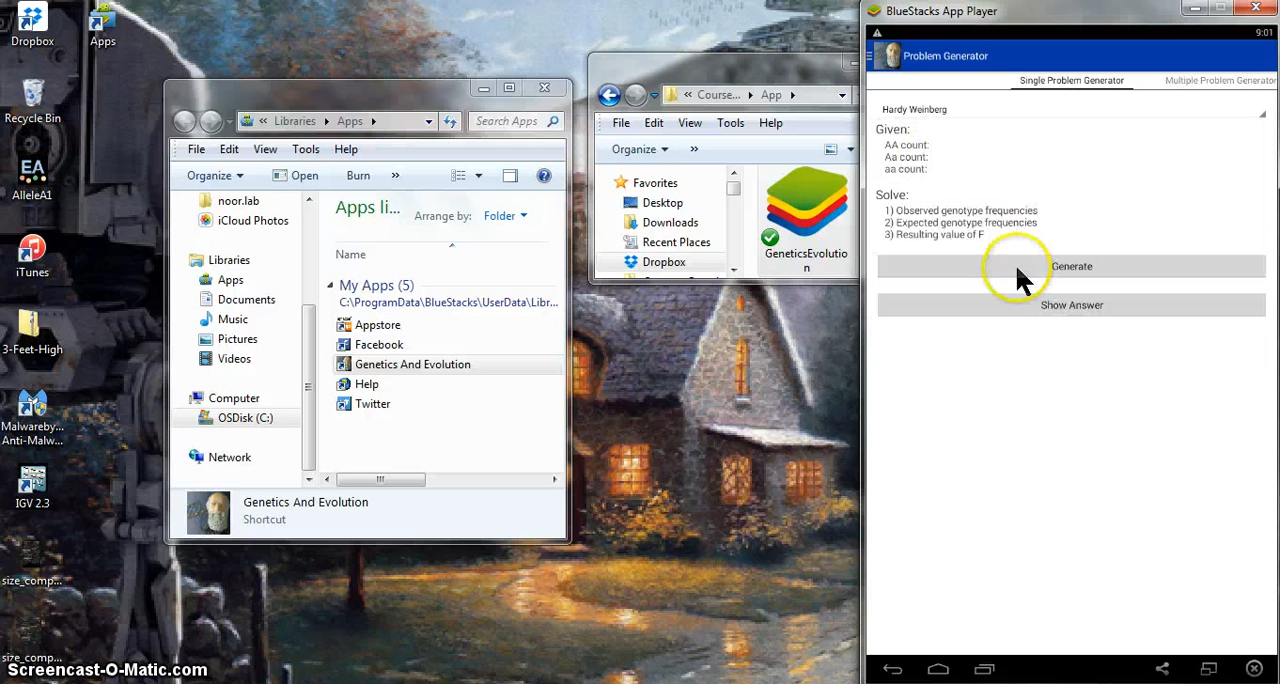 Dropbox
Apps
Recycle Bin
EA
AlleleA1
iTunes
3-Feet-High
Malwareby...
Anti-Malw...
IGV 2.3
size_comp...
size_comp...
Screencast-O-Matic.com
Libraries
Apps
Search Apps
File Edit View Tools Help
Organize Open Burn »
noor.lab
iCloud Photos
Libraries
Apps
Documents
Music
Pictures
Videos
Computer
OSDisk (C:)
Network
Apps li...
Arrange by: Folder
Name
My Apps (5)
C:\ProgramData\BlueStacks\UserData\Libr...
Appstore
Facebook
Genetics And Evolution
Help
Twitter
Genetics And Evolution
Shortcut
« Course... App
File Edit View Tools Help
Organize »
Favorites
Desktop
Downloads
Recent Places
Dropbox
GeneticsEvolutio
n
BlueStacks App Player
9:01
Problem Generator
Single Problem Generator Multiple Problem Generator
Hardy Weinberg
Given:
AA count:
Aa count:
aa count:
Solve:
1) Observed genotype frequencies
2) Expected genotype frequencies
3) Resulting value of F
Generate
Show Answer